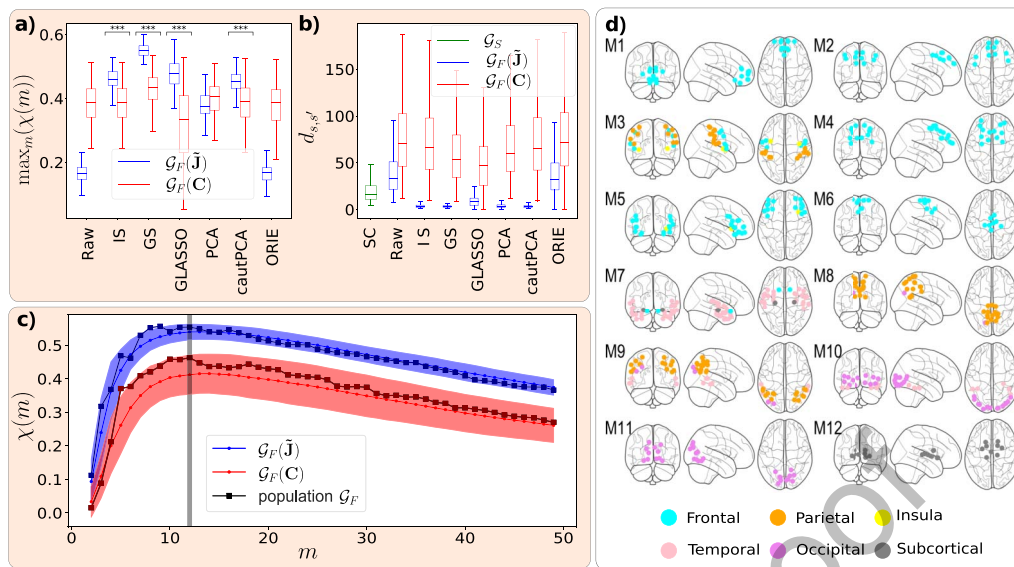 a)
max_m(χ(m))
0.6
0.4
0.2
***
***
***
***
𝒢_F(J̃)
𝒢_F(C)
Raw
IS
GS
GLASSO
PCA
cautPCA
ORIE
b)
d_{s,s'}
150
100
50
0
𝒢_S
𝒢_F(J̃)
𝒢_F(C)
SC
Raw
I S
GS
GLASSO
PCA
cautPCA
ORIE
c)
χ(m)
0.5
0.4
0.3
0.2
0.1
0.0
𝒢_F(J̃)
𝒢_F(C)
population 𝒢_F
0
10
20
30
40
50
m
d)
M1
M2
M3
M4
M5
M6
M7
M8
M9
M10
M11
M12
Frontal
Parietal
Insula
Temporal
Occipital
Subcortical